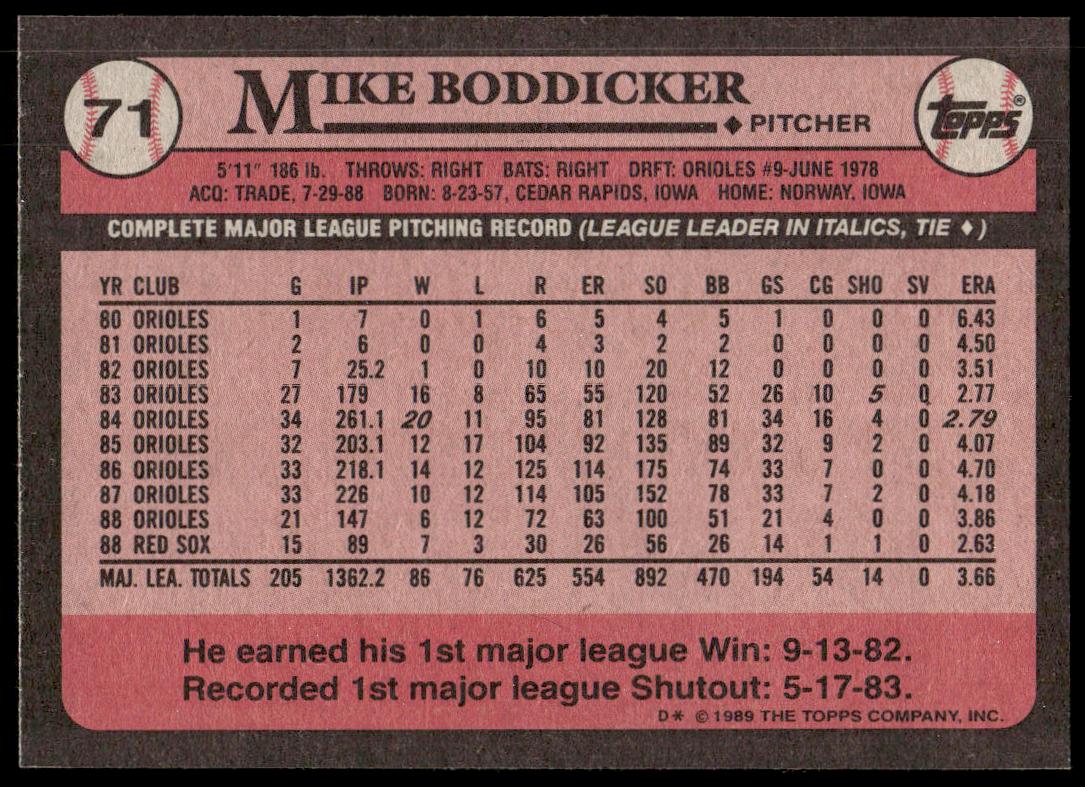 71
MIKE BODDICKER
◆ PITCHER
TOPPS®
5'11" 186 lb. THROWS: RIGHT BATS: RIGHT DRFT: ORIOLES #9-JUNE 1978
ACQ: TRADE, 7-29-88 BORN: 8-23-57, CEDAR RAPIDS, IOWA HOME: NORWAY, IOWA
COMPLETE MAJOR LEAGUE PITCHING RECORD (LEAGUE LEADER IN ITALICS, TIE ♦)
YR CLUB G IP W L R ER SO BB GS CG SHO SV ERA
80 ORIOLES 1 7 0 1 6 5 4 5 1 0 0 0 6.43
81 ORIOLES 2 6 0 0 4 3 2 2 0 0 0 0 4.50
82 ORIOLES 7 25.2 1 0 10 10 20 12 0 0 0 0 3.51
83 ORIOLES 27 179 16 8 65 55 120 52 26 10 5 0 2.77
84 ORIOLES 34 261.1 20 11 95 81 128 81 34 16 4 0 2.79
85 ORIOLES 32 203.1 12 17 104 92 135 89 32 9 2 0 4.07
86 ORIOLES 33 218.1 14 12 125 114 175 74 33 7 0 0 4.70
87 ORIOLES 33 226 10 12 114 105 152 78 33 7 2 0 4.18
88 ORIOLES 21 147 6 12 72 63 100 51 21 4 0 0 3.86
88 RED SOX 15 89 7 3 30 26 56 26 14 1 1 0 2.63
MAJ. LEA. TOTALS 205 1362.2 86 76 625 554 892 470 194 54 14 0 3.66
He earned his 1st major league Win: 9-13-82.
Recorded 1st major league Shutout: 5-17-83.
D* © 1989 THE TOPPS COMPANY, INC.